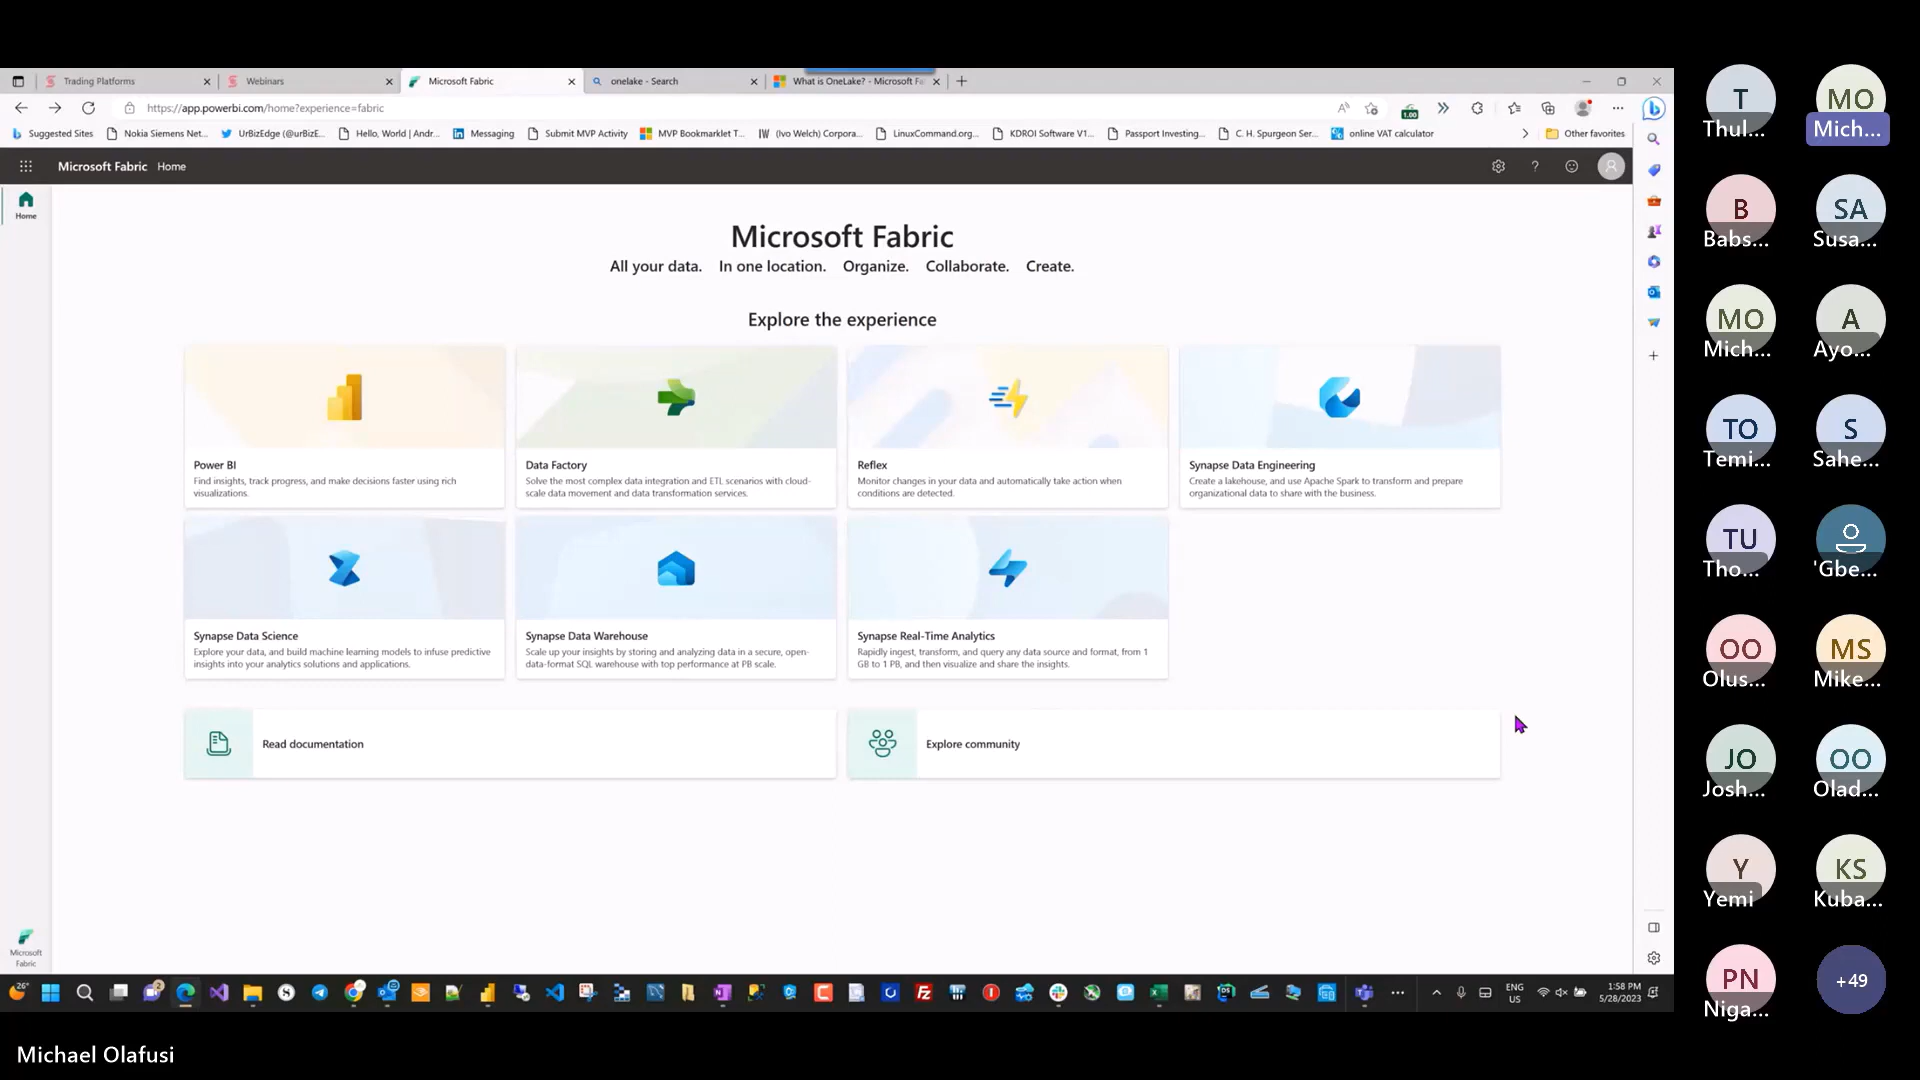 Trading Platforms
Webinars
Microsoft Fabric
onelake - Search
What is OneLake? - Microsoft Fa
https://app.powerbi.com/home?experience=fabric
1.00
Suggested Sites
Nokia Siemens Net...
UrBizEdge (@urBizE...
Hello, World | Andr...
Messaging
Submit MVP Activity
MVP Bookmarklet T...
(Ivo Welch) Corpora...
LinuxCommand.org...
KDROI Software V1...
Passport Investing...
C. H. Spurgeon Ser...
online VAT calculator
Other favorites
Microsoft Fabric Home
Home
Microsoft Fabric
All your data. In one location. Organize. Collaborate. Create.
Explore the experience
Power BI
Find insights, track progress, and make decisions faster using rich
visualizations.
Data Factory
Solve the most complex data integration and ETL scenarios with cloud-
scale data movement and data transformation services.
Reflex
Monitor changes in your data and automatically take action when
conditions are detected.
Synapse Data Engineering
Create a lakehouse, and use Apache Spark to transform and prepare
organizational data to share with the business.
Synapse Data Science
Explore your data, and build machine learning models to infuse predictive
insights into your analytics solutions and applications.
Synapse Data Warehouse
Scale up your insights by storing and analyzing data in a secure, open-
data-format SQL warehouse with top performance at PB scale.
Synapse Real-Time Analytics
Rapidly ingest, transform, and query any data source and format, from 1
GB to 1 PB, and then visualize and share the insights.
Read documentation
Explore community
Microsoft
Fabric
26°
ENG
US
1:58 PM
5/28/2023
T
Thul...
MO
Mich...
B
Babs...
SA
Susa...
MO
Mich...
A
Ayo...
TO
Temi...
S
Sahe...
TU
Tho...
'Gbe...
OO
Olus...
MS
Mike...
JO
Josh...
OO
Olad...
Y
Yemi
KS
Kuba...
PN
Niga...
+49
Michael Olafusi